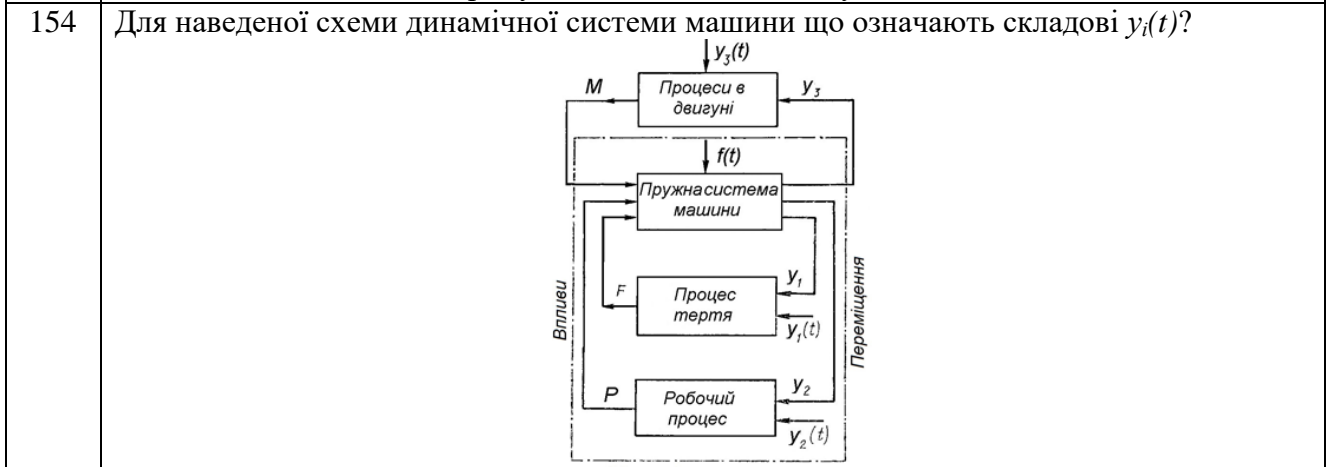 154 Для наведеної схеми динамічної системи машини що означають складові yᵢ(t)?
y₃(t)
M
Процеси в
двигуні
y₃
f(t)
Пружна система
машини
y₁
F
Процес
тертя
y₁(t)
Впливи
Переміщення
P
Робочий
процес
y₂
y₂(t)